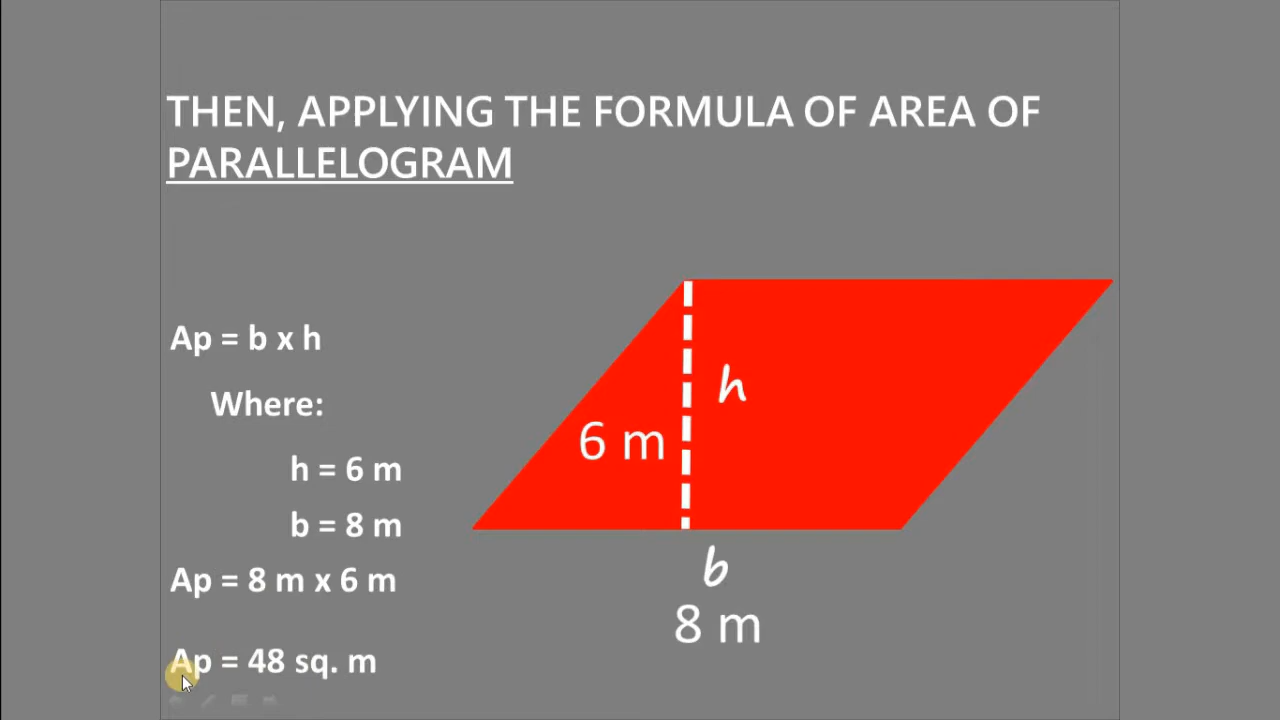 THEN, APPLYING THE FORMULA OF AREA OF
PARALLELOGRAM
Ap = b x h
Where:
h = 6 m
b = 8 m
Ap = 8 m x 6 m
Ap = 48 sq. m
h
6 m
b
8 m